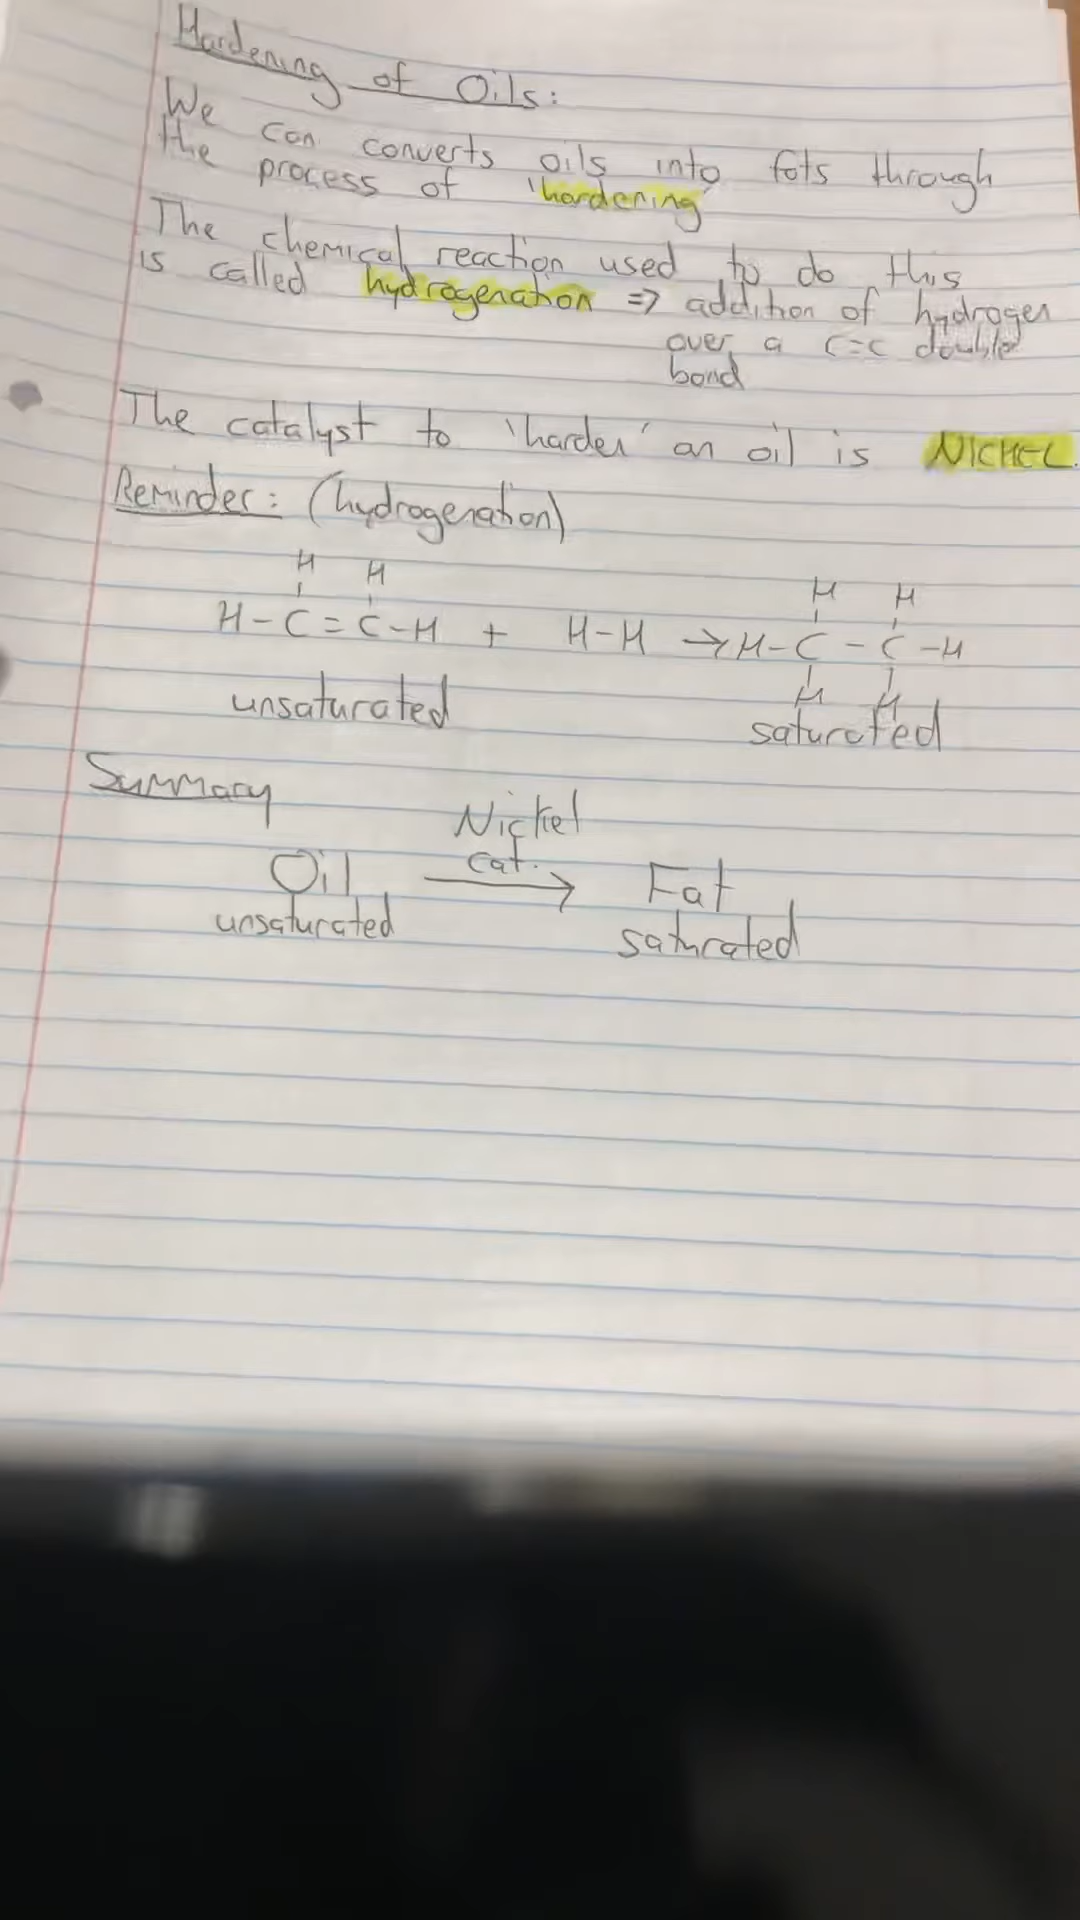 Hardening of Oils:
We can converts oils into fats through
the process of 'hardening'
The chemical reaction used to do this
is called hydrogenation => addition of hydrogen
over a C=C double
bond
The catalyst to 'harden' an oil is NICKEL.
Reminder: (hydrogenation)
H H H H
H-C=C-H + H-H → H-C-C-H
H H
unsaturated saturated
Summary
Nickel
cat.
Oil → Fat
unsaturated saturated